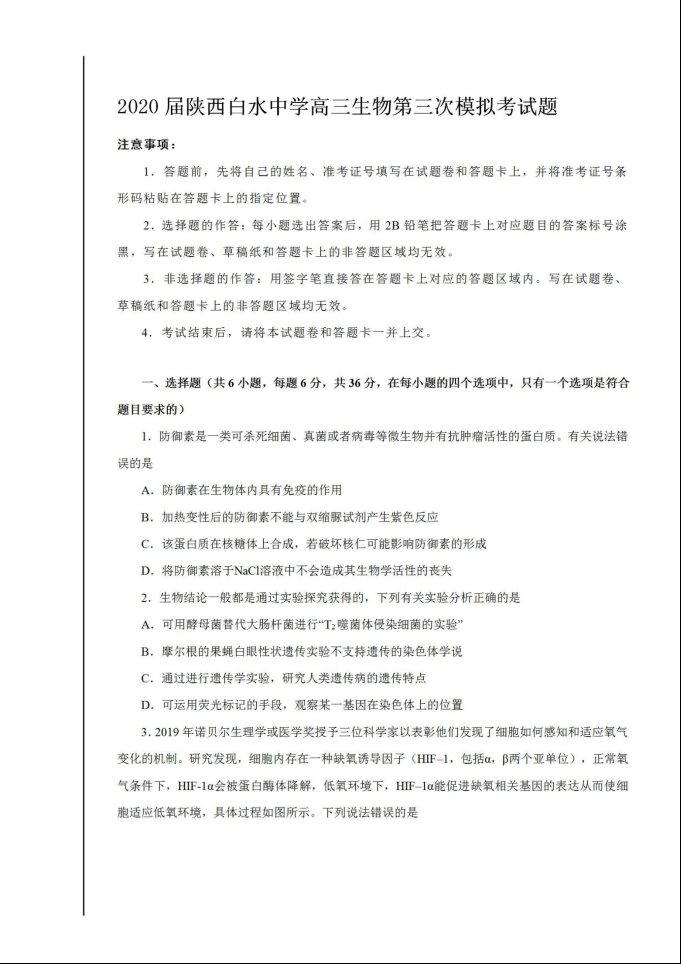 2020 届陕西白水中学高三生物第三次模拟考试题
注意事项：
1．答题前，先将自己的姓名、准考证号填写在试题卷和答题卡上，并将准考证号条
形码粘贴在答题卡上的指定位置。
2．选择题的作答：每小题选出答案后，用 2B 铅笔把答题卡上对应题目的答案标号涂
黑，写在试题卷、草稿纸和答题卡上的非答题区域均无效。
3．非选择题的作答：用签字笔直接答在答题卡上对应的答题区域内。写在试题卷、
草稿纸和答题卡上的非答题区域均无效。
4．考试结束后，请将本试题卷和答题卡一并上交。
一、选择题（共 6 小题，每题 6 分，共 36 分，在每小题的四个选项中，只有一个选项是符合
题目要求的）
1．防御素是一类可杀死细菌、真菌或者病毒等微生物并有抗肿瘤活性的蛋白质。有关说法错
误的是
A．防御素在生物体内具有免疫的作用
B．加热变性后的防御素不能与双缩脲试剂产生紫色反应
C．该蛋白质在核糖体上合成，若破坏核仁可能影响防御素的形成
D．将防御素溶于NaCl溶液中不会造成其生物学活性的丧失
2．生物结论一般都是通过实验探究获得的，下列有关实验分析正确的是
A．可用酵母菌替代大肠杆菌进行“T₂噬菌体侵染细菌的实验”
B．摩尔根的果蝇白眼性状遗传实验不支持遗传的染色体学说
C．通过进行遗传学实验，研究人类遗传病的遗传特点
D．可运用荧光标记的手段，观察某一基因在染色体上的位置
3. 2019 年诺贝尔生理学或医学奖授予三位科学家以表彰他们发现了细胞如何感知和适应氧气
变化的机制。研究发现，细胞内存在一种缺氧诱导因子（HIF–1，包括α，β两个亚单位），正常氧
气条件下，HIF-1α会被蛋白酶体降解，低氧环境下，HIF–1α能促进缺氧相关基因的表达从而使细
胞适应低氧环境，具体过程如图所示。下列说法错误的是